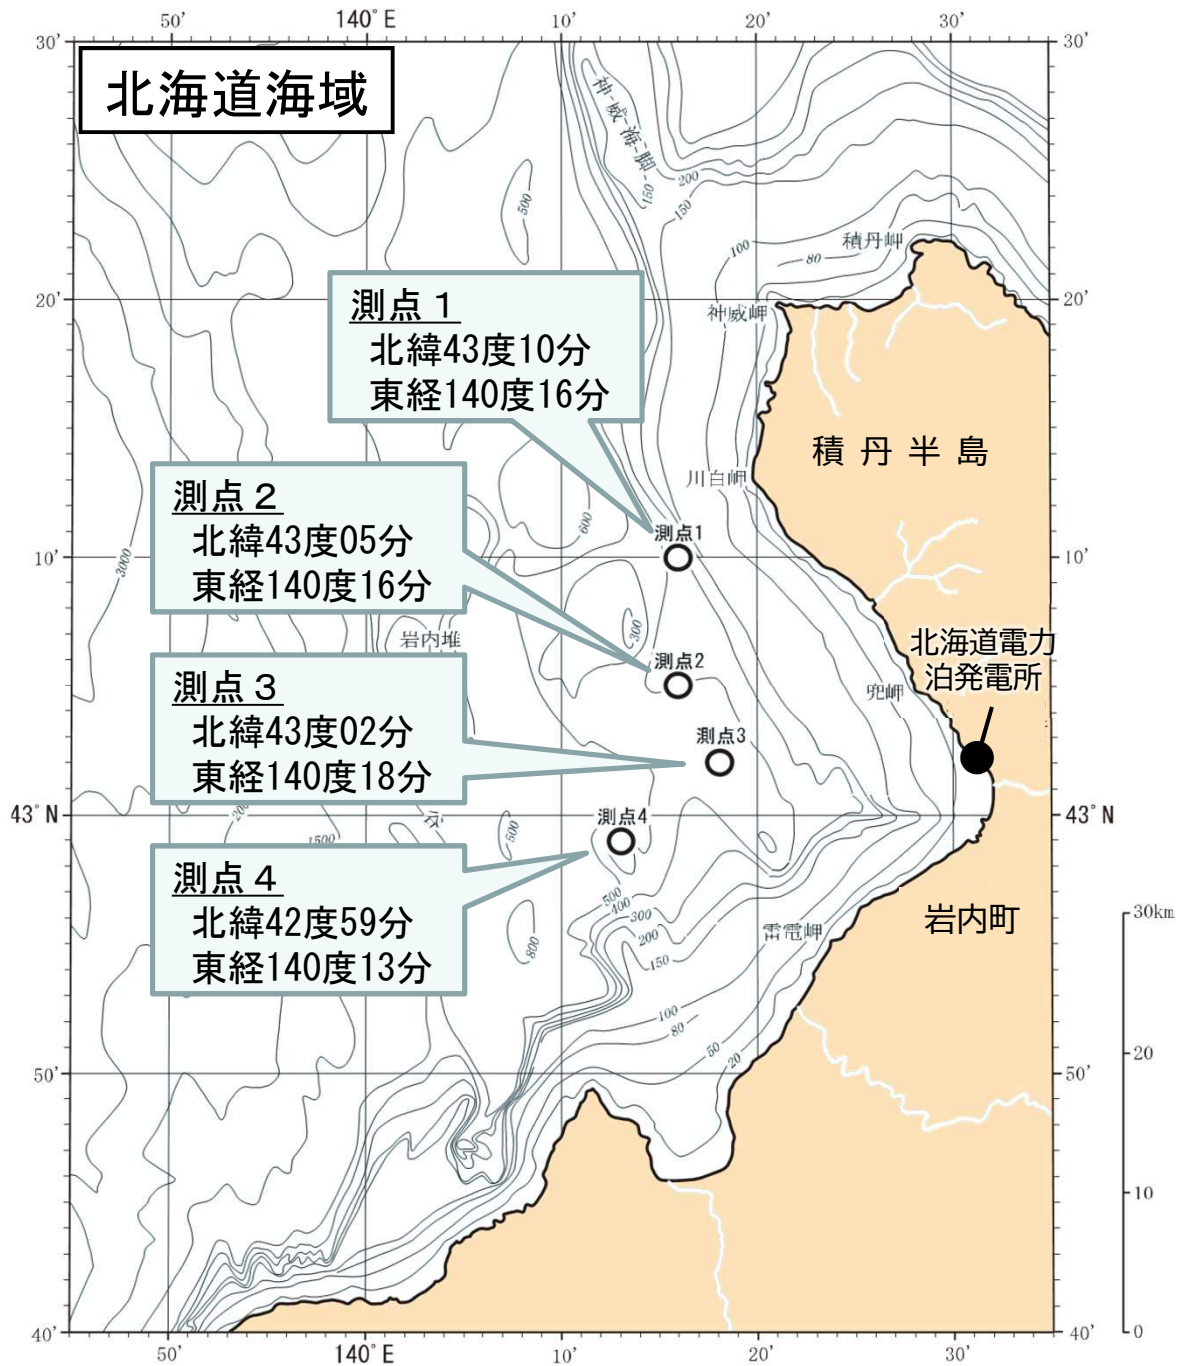 50' 140°E 10' 20' 30'
30' 30'
北海道海域
神威海脚
150
200
150
500
積丹岬
100
80
20' 20'
神威岬
測点1
北緯43度10分
東経140度16分
積丹半島
川白岬
測点2
北緯43度05分
東経140度16分
600
測点1
3000
10' 10'
300
岩内堆
北海道電力
泊発電所
測点2
兜岬
測点3
北緯43度02分
東経140度18分
測点3
43°N 43°N
谷
1500
500
測点4
測点4
北緯42度59分
東経140度13分
500
400
300
200
150
800
雷電岬
岩内町
30km
100
80
50
20
20
50' 50'
10
40' 40'
0
50' 140°E 10' 20' 30'